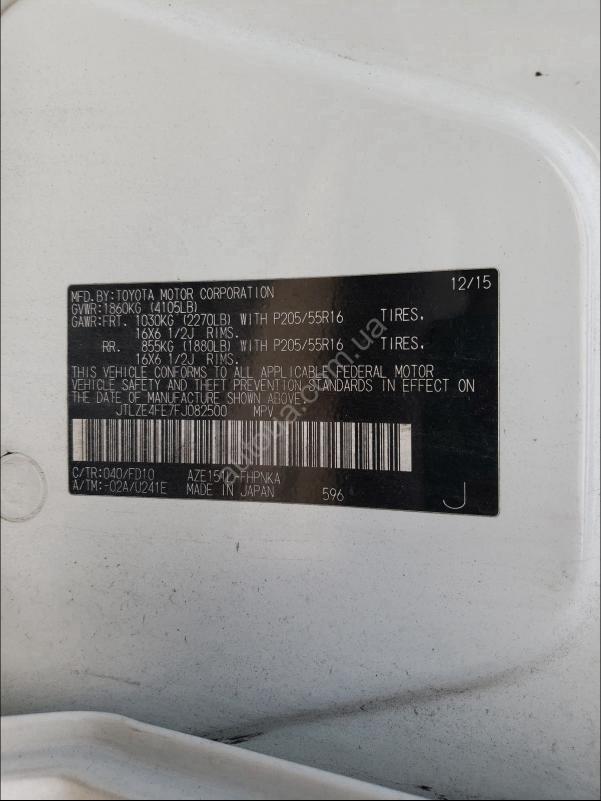 MFD.BY:TOYOTA MOTOR CORPORATION 12/15
GVWR:1860KG (4105LB)
GAWR:FRT. 1030KG (2270LB) WITH P205/55R16 TIRES,
16X6 1/2J RIMS.
RR. 855KG (1880LB) WITH P205/55R16 TIRES,
16X6 1/2J RIMS.
THIS VEHICLE CONFORMS TO ALL APPLICABLE FEDERAL MOTOR
VEHICLE SAFETY AND THEFT PREVENTION STANDARDS IN EFFECT ON
THE DATE OF MANUFACTURE SHOWN ABOVE.
JTLZE4FE7FJ082500 MPV
C/TR:040/FD10
A/TM:-02A/U241E MADE IN JAPAN 596 J
autoua.com.ua